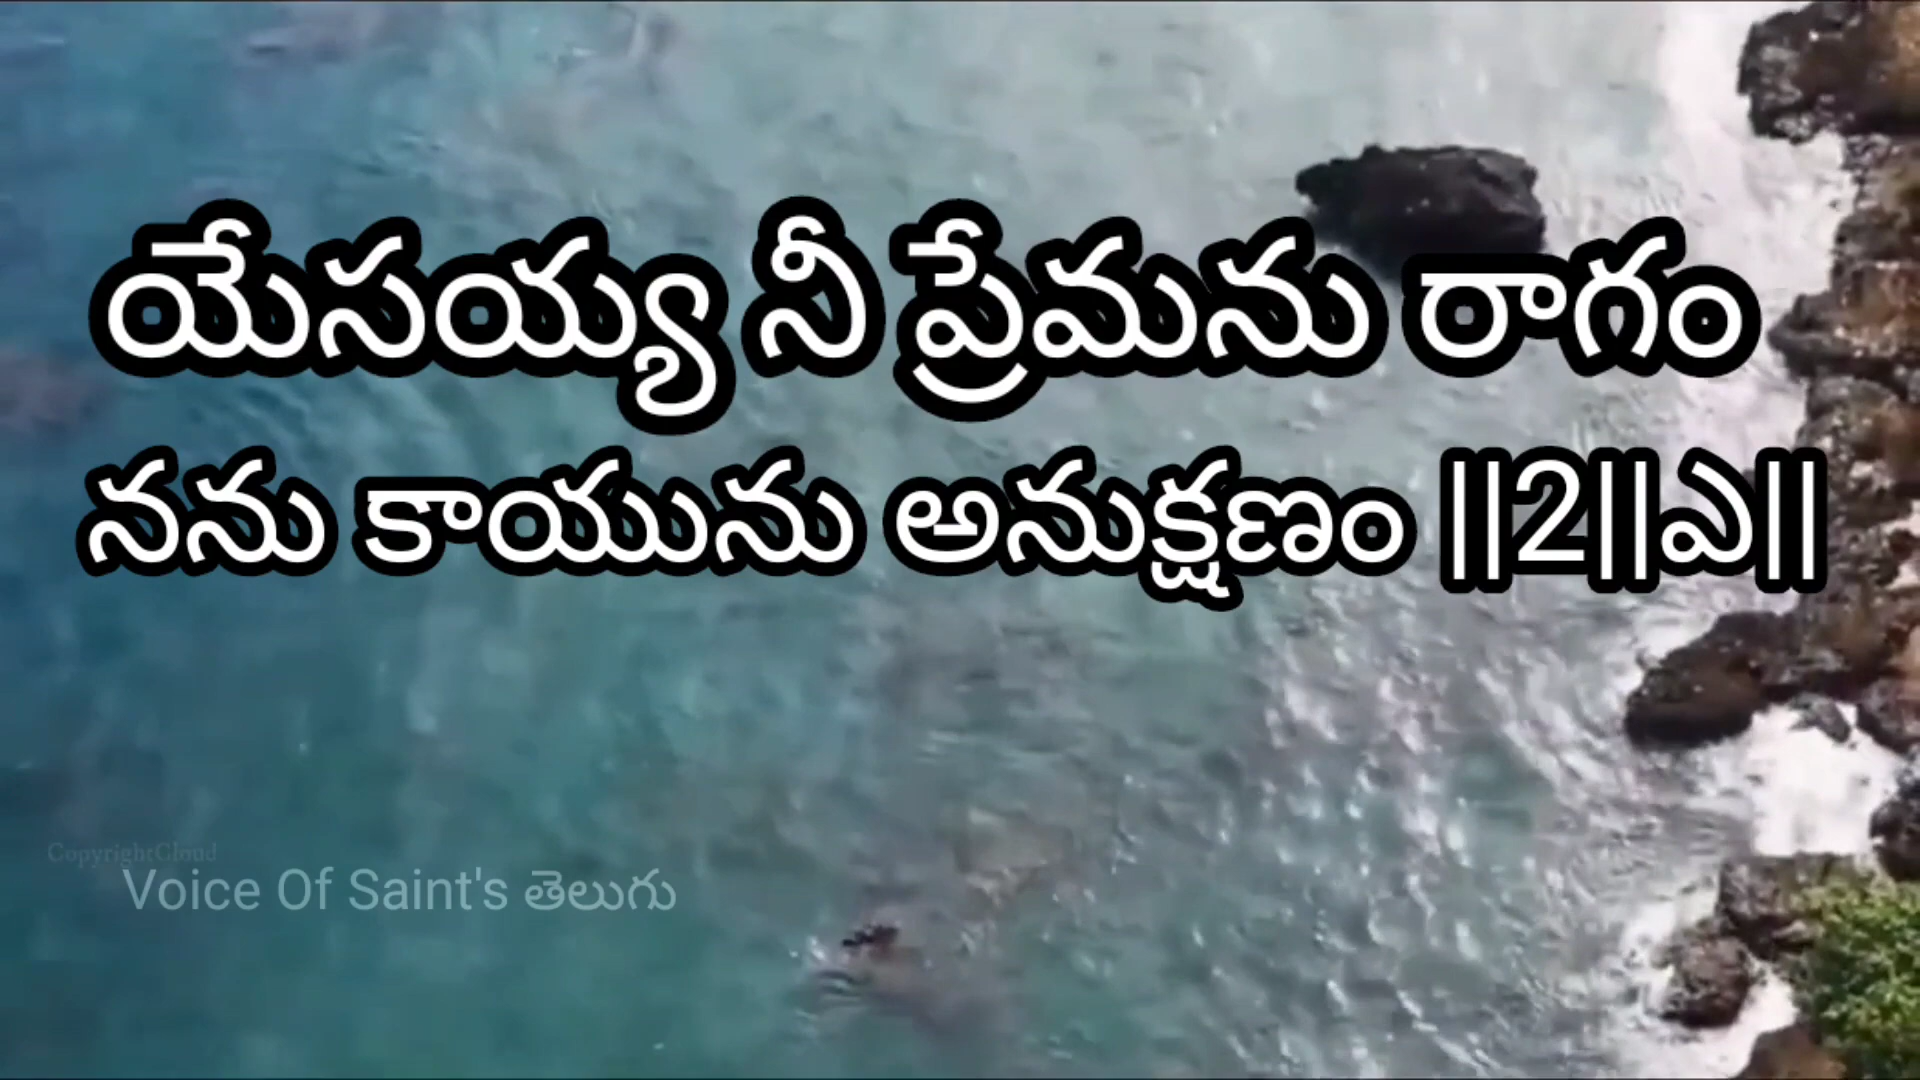 యేసయ్య నీ ప్రేమను రాగం
నను కాయును అనుక్షణం ||2||ఎ||
CopyrightCloud
Voice Of Saint's తెలుగు